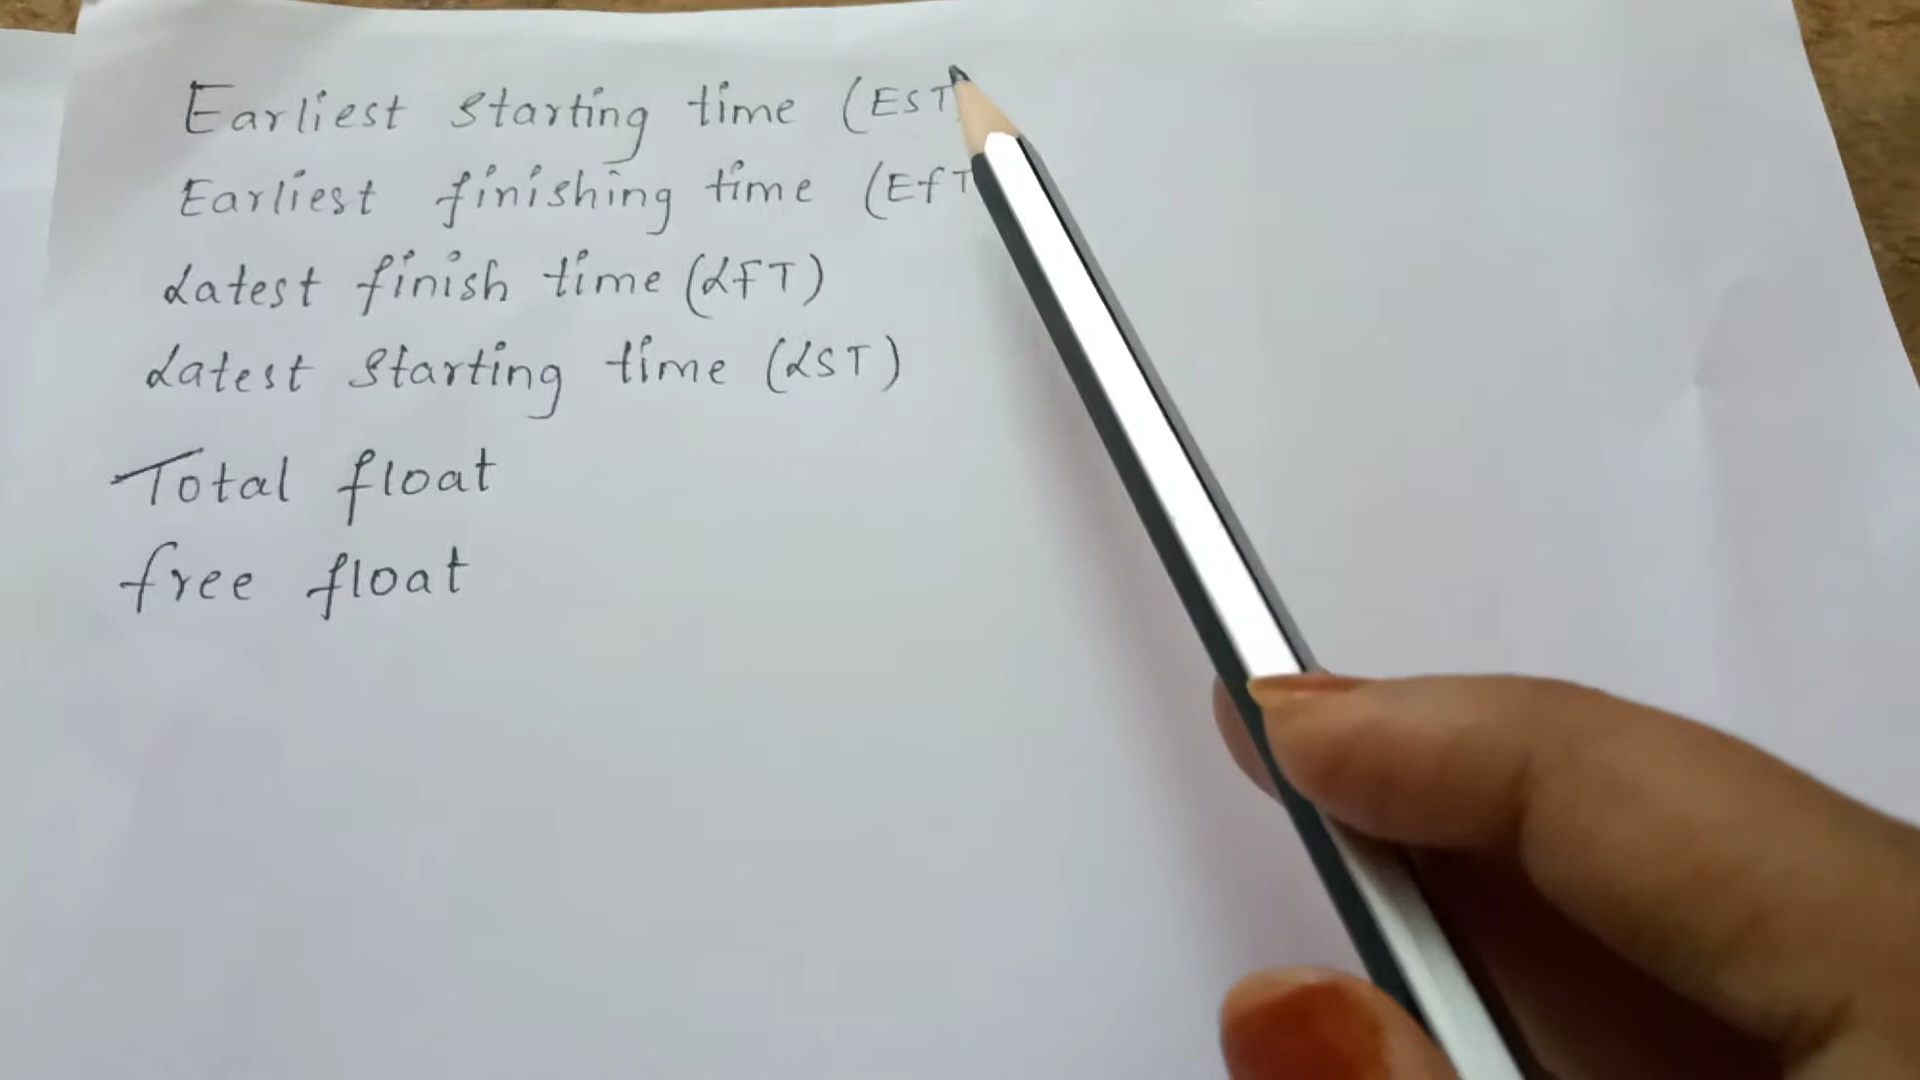 Earliest starting time (EST
Earliest finishing time (EfT
Latest finish time (LFT)
Latest starting time (LST)
Total float
free float